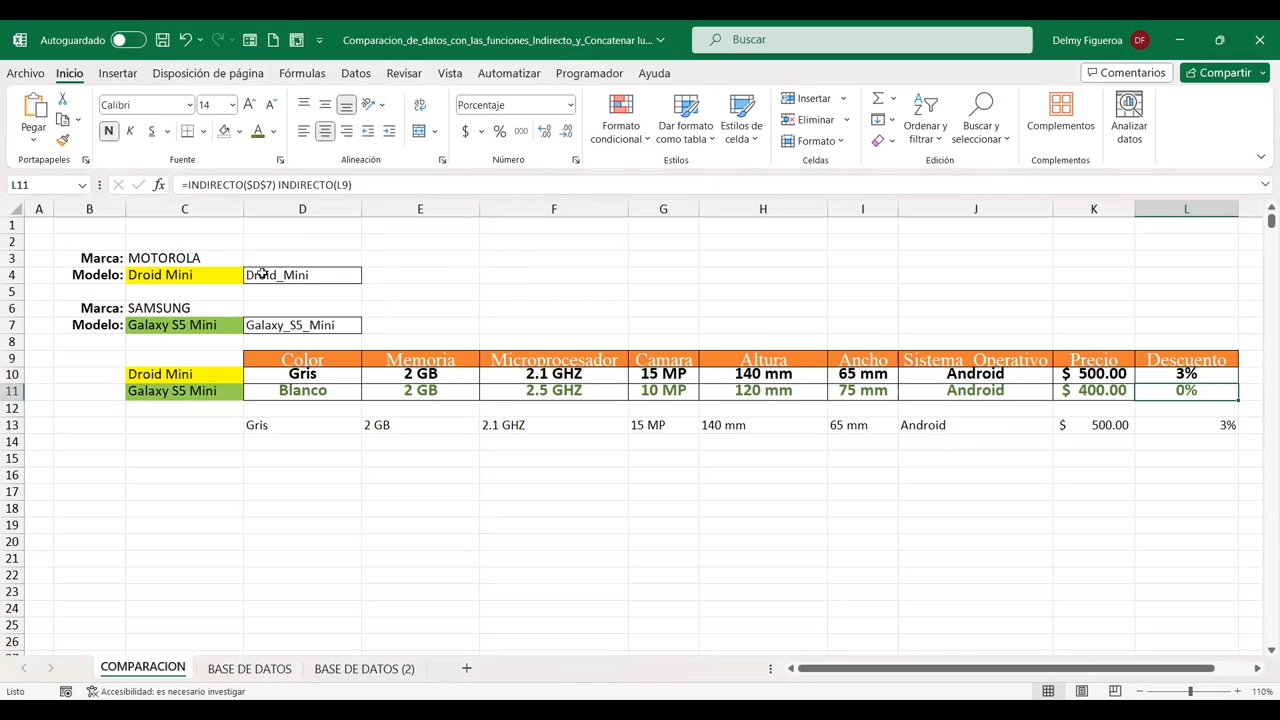 Autoguardado
Comparacion_de_datos_con_las_funciones_Indirecto_y_Concatenar lu...
Buscar
Delmy Figueroa DF
Archivo Inicio Insertar Disposición de página Fórmulas Datos Revisar Vista Automatizar Programador Ayuda
Comentarios Compartir
Pegar
Calibri 14
N K S
Porcentaje
$ % 000
Formato condicional
Dar formato como tabla
Estilos de celda
Insertar
Eliminar
Formato
Ordenar y filtrar
Buscar y seleccionar
Complementos
Analizar datos
Portapapeles Fuente Alineación Número Estilos Celdas Edición Complementos
L11 fx =INDIRECTO($D$7) INDIRECTO(L9)
A B C D E F G H I J K L
1
2
3 Marca: MOTOROLA
4 Modelo: Droid Mini Droid_Mini
5
6 Marca: SAMSUNG
7 Modelo: Galaxy S5 Mini Galaxy_S5_Mini
8
9 Color Memoria Microprocesador Camara Altura Ancho Sistema_Operativo Precio Descuento
10 Droid Mini Gris 2 GB 2.1 GHZ 15 MP 140 mm 65 mm Android $ 500.00 3%
11 Galaxy S5 Mini Blanco 2 GB 2.5 GHZ 10 MP 120 mm 75 mm Android $ 400.00 0%
12
13 Gris 2 GB 2.1 GHZ 15 MP 140 mm 65 mm Android $ 500.00 3%
14
15
16
17
18
19
20
21
22
23
24
25
26
COMPARACION BASE DE DATOS BASE DE DATOS (2)
Listo Accesibilidad: es necesario investigar 110%